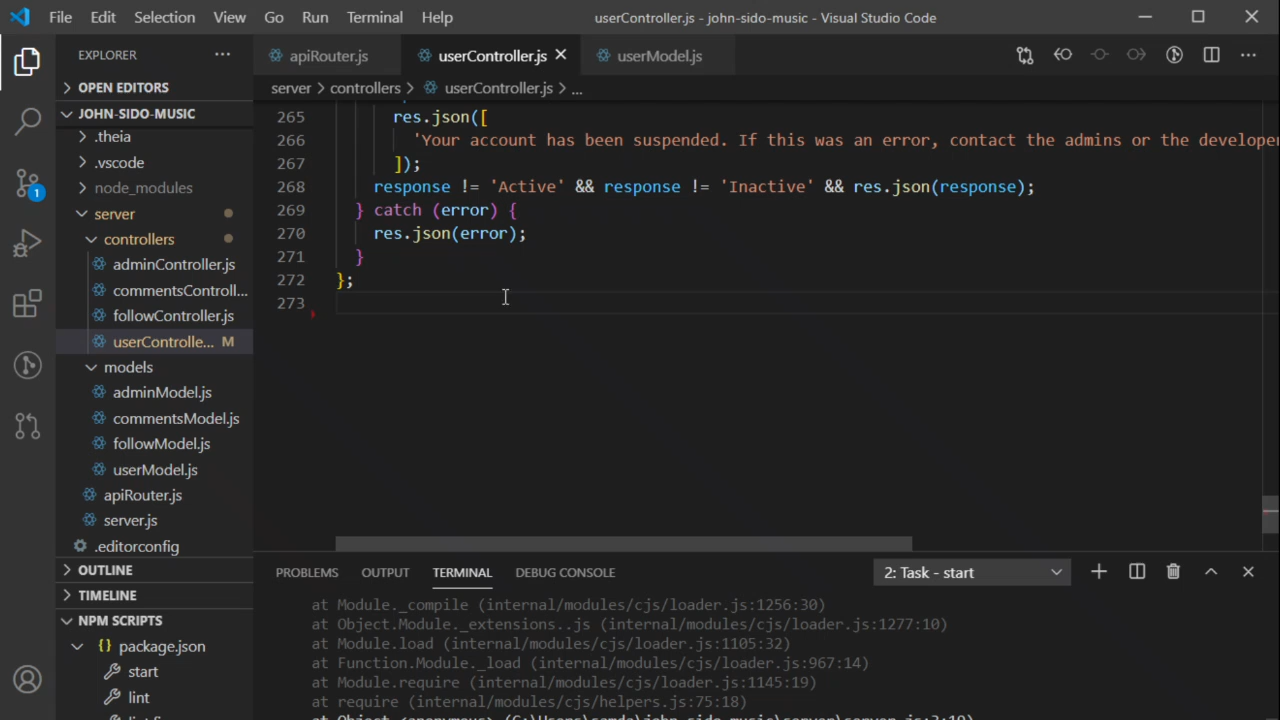 File Edit Selection View Go Run Terminal Help userController.js - john-sido-music - Visual Studio Code
EXPLORER
OPEN EDITORS
JOHN-SIDO-MUSIC
.theia
.vscode
node_modules
server
controllers
adminController.js
commentsControll...
followController.js
userControlle... M
models
adminModel.js
commentsModel.js
followModel.js
userModel.js
apiRouter.js
server.js
.editorconfig
OUTLINE
TIMELINE
NPM SCRIPTS
{} package.json
start
lint
1
apiRouter.js userController.js userModel.js
server > controllers > userController.js > ...
265 res.json([
266 'Your account has been suspended. If this was an error, contact the admins or the develope
267 ]);
268 response != 'Active' && response != 'Inactive' && res.json(response);
269 } catch (error) {
270 res.json(error);
271 }
272 };
273
PROBLEMS OUTPUT TERMINAL DEBUG CONSOLE 2: Task - start
at Module._compile (internal/modules/cjs/loader.js:1256:30)
at Object.Module._extensions..js (internal/modules/cjs/loader.js:1277:10)
at Module.load (internal/modules/cjs/loader.js:1105:32)
at Function.Module._load (internal/modules/cjs/loader.js:967:14)
at Module.require (internal/modules/cjs/loader.js:1145:19)
at require (internal/modules/cjs/helpers.js:75:18)